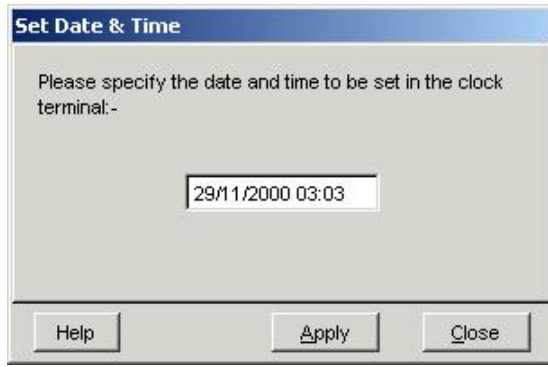 Set Date & Time
Please specify the date and time to be set in the clock
terminal:-
29/11/2000 03:03
Help
Apply
Close